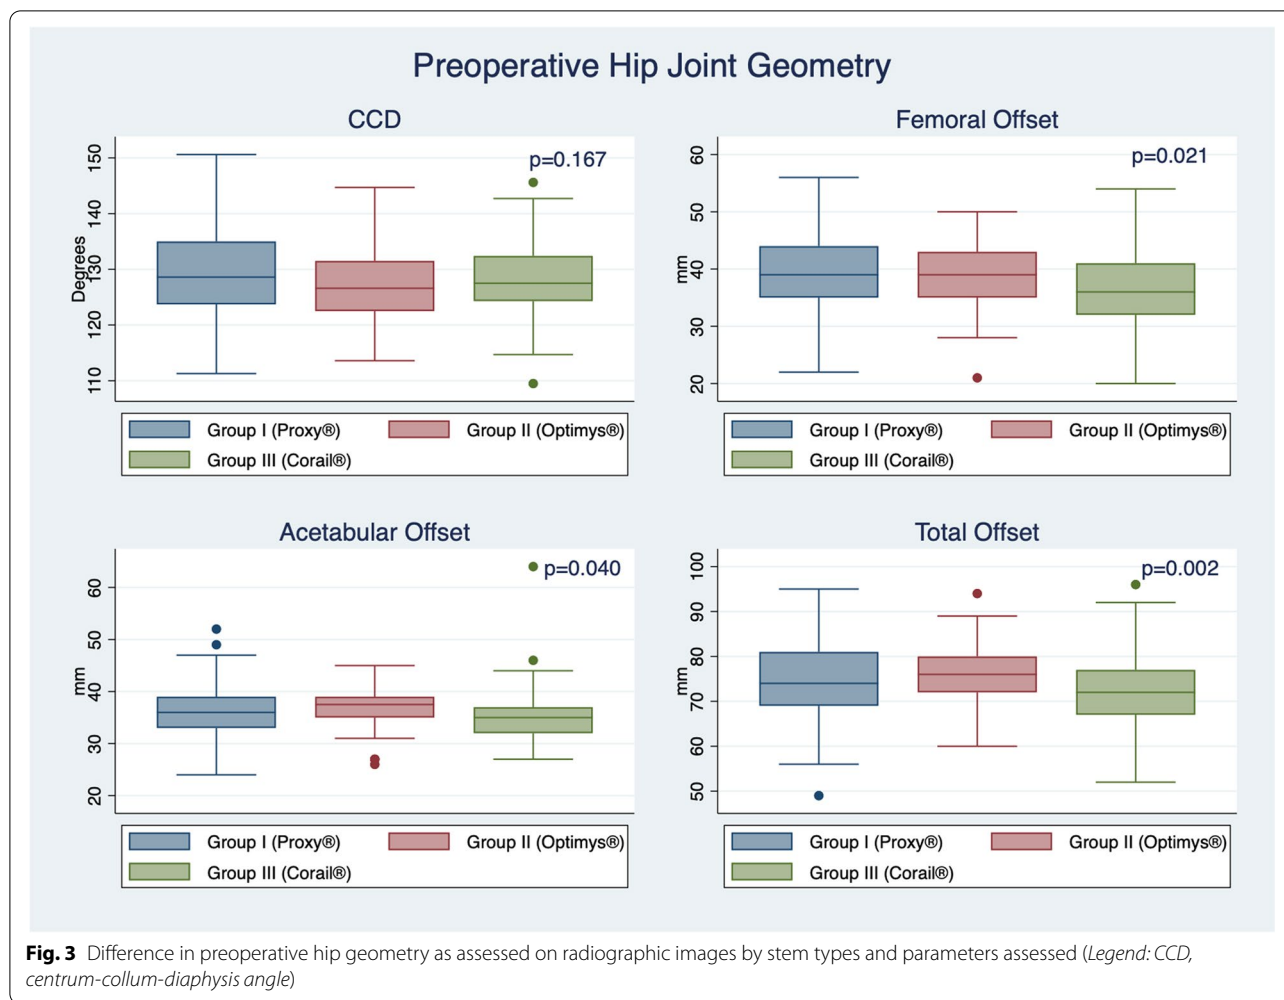 Preoperative Hip Joint Geometry
CCD
p=0.167
Degrees
150
140
130
120
110
Group I (Proxy®)
Group II (Optimys®)
Group III (Corail®)
Femoral Offset
p=0.021
mm
60
50
40
30
20
Group I (Proxy®)
Group II (Optimys®)
Group III (Corail®)
Acetabular Offset
p=0.040
mm
60
50
40
30
20
Group I (Proxy®)
Group II (Optimys®)
Group III (Corail®)
Total Offset
p=0.002
mm
100
90
80
70
60
50
Group I (Proxy®)
Group II (Optimys®)
Group III (Corail®)
Fig. 3 Difference in preoperative hip geometry as assessed on radiographic images by stem types and parameters assessed (Legend: CCD,
centrum-collum-diaphysis angle)